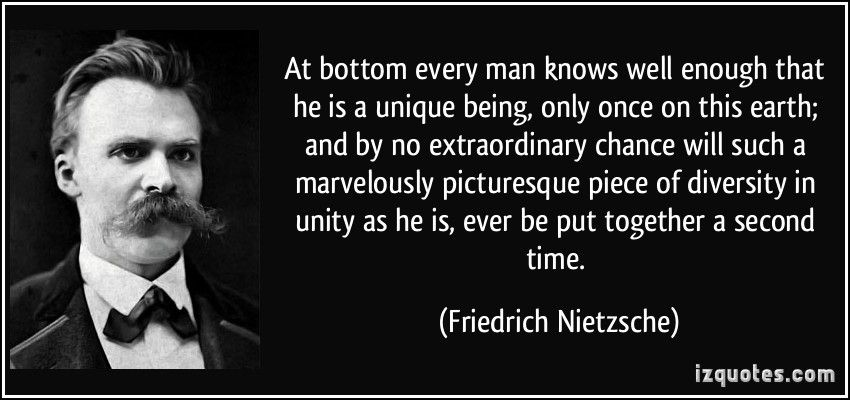 At bottom every man knows well enough that
he is a unique being, only once on this earth;
and by no extraordinary chance will such a
marvelously picturesque piece of diversity in
unity as he is, ever be put together a second
time.
(Friedrich Nietzsche)
izquotes.com